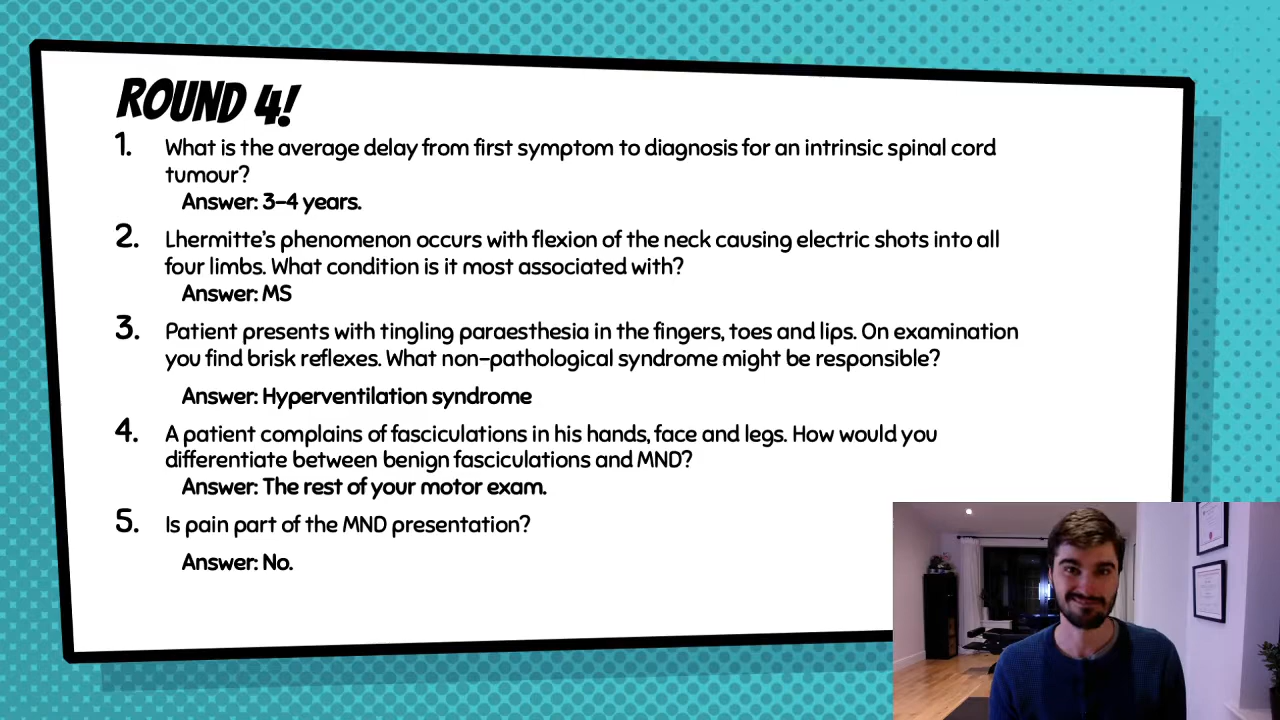 ROUND 4!
1. What is the average delay from first symptom to diagnosis for an intrinsic spinal cord
tumour?
Answer: 3-4 years.
2. Lhermitte's phenomenon occurs with flexion of the neck causing electric shots into all
four limbs. What condition is it most associated with?
Answer: MS
3. Patient presents with tingling paraesthesia in the fingers, toes and lips. On examination
you find brisk reflexes. What non-pathological syndrome might be responsible?
Answer: Hyperventilation syndrome
4. A patient complains of fasciculations in his hands, face and legs. How would you
differentiate between benign fasciculations and MND?
Answer: The rest of your motor exam.
5. Is pain part of the MND presentation?
Answer: No.